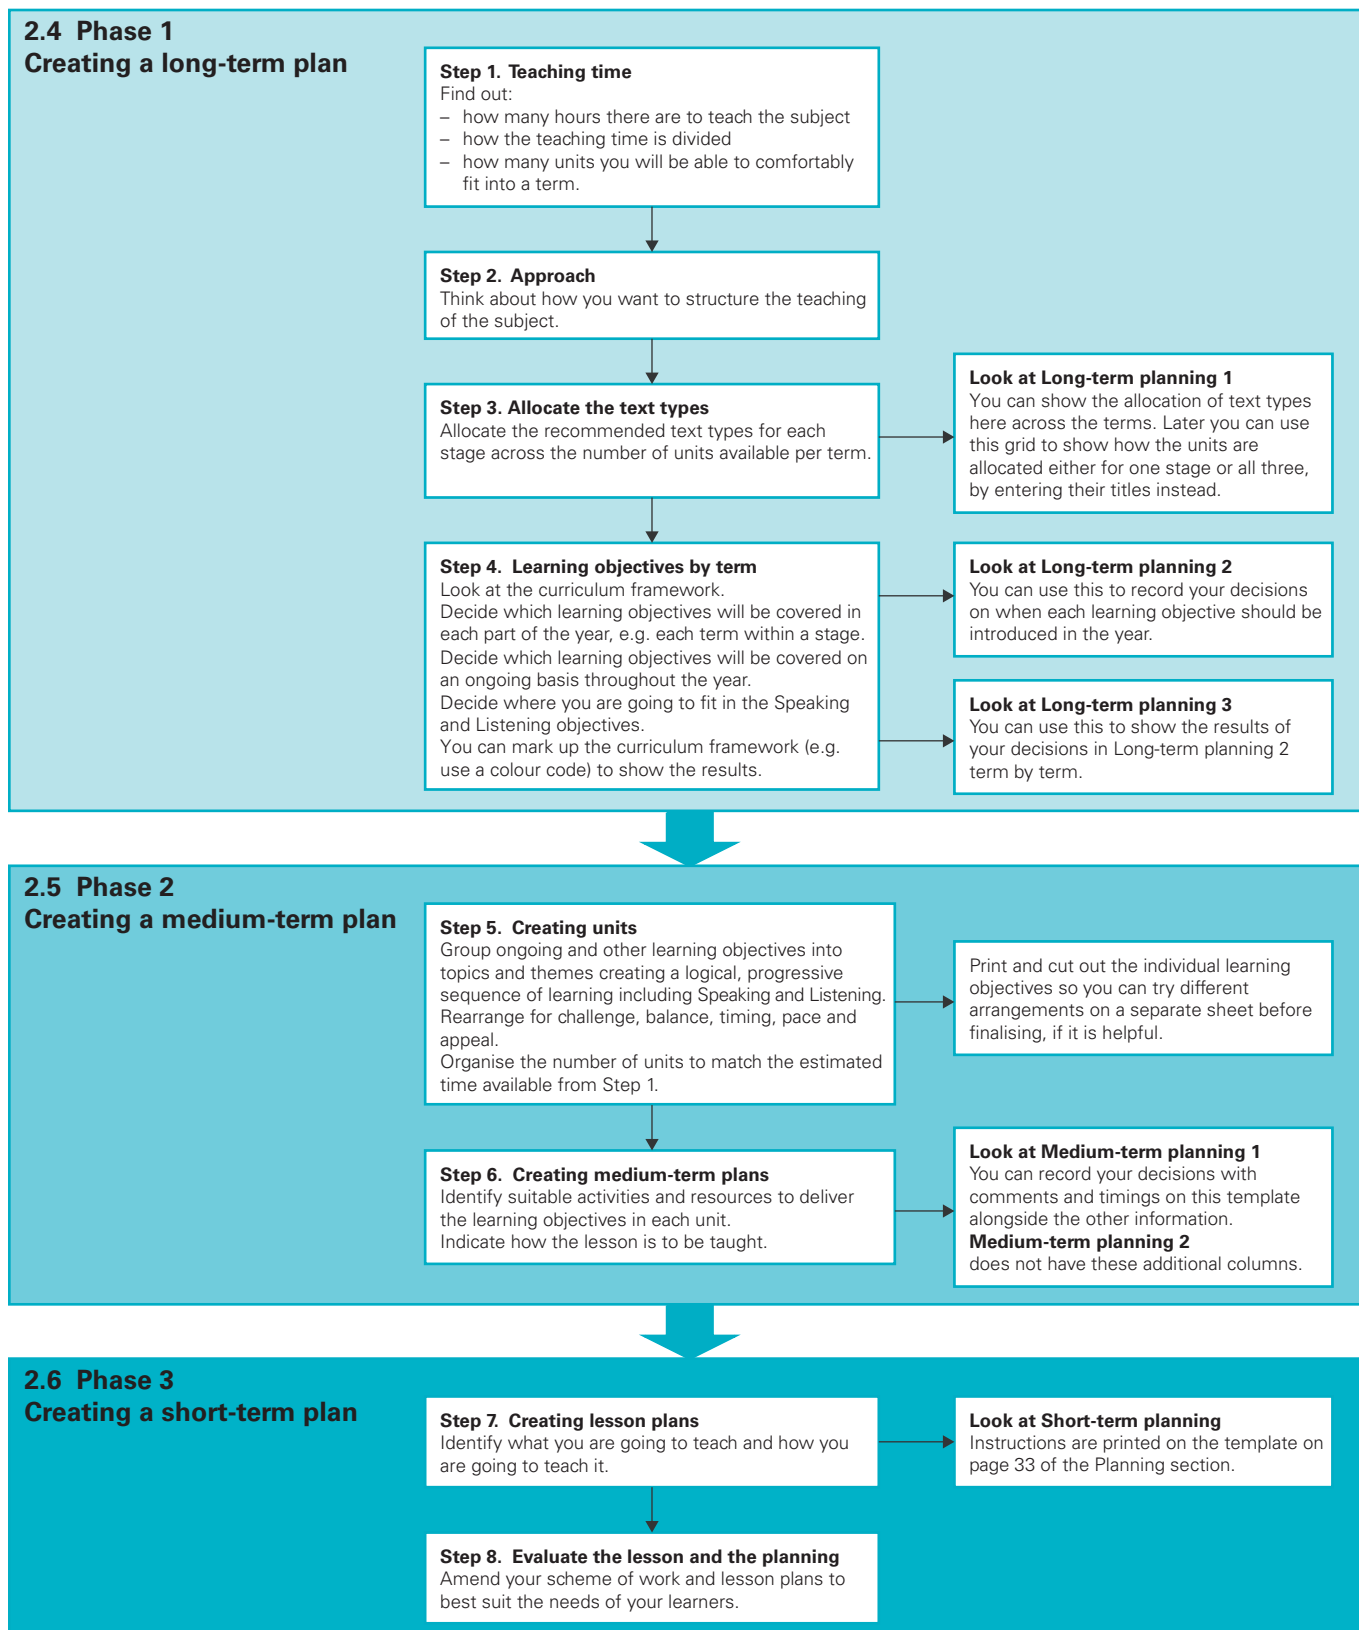 2.4 Phase 1
Creating a long-term plan
Step 1. Teaching time
Find out:
– how many hours there are to teach the subject
– how the teaching time is divided
– how many units you will be able to comfortably
fit into a term.
Step 2. Approach
Think about how you want to structure the teaching
of the subject.
Step 3. Allocate the text types
Allocate the recommended text types for each
stage across the number of units available per term.
Look at Long-term planning 1
You can show the allocation of text types
here across the terms. Later you can use
this grid to show how the units are
allocated either for one stage or all three,
by entering their titles instead.
Step 4. Learning objectives by term
Look at the curriculum framework.
Decide which learning objectives will be covered in
each part of the year, e.g. each term within a stage.
Decide which learning objectives will be covered on
an ongoing basis throughout the year.
Decide where you are going to fit in the Speaking
and Listening objectives.
You can mark up the curriculum framework (e.g.
use a colour code) to show the results.
Look at Long-term planning 2
You can use this to record your decisions
on when each learning objective should be
introduced in the year.
Look at Long-term planning 3
You can use this to show the results of
your decisions in Long-term planning 2
term by term.
2.5 Phase 2
Creating a medium-term plan
Step 5. Creating units
Group ongoing and other learning objectives into
topics and themes creating a logical, progressive
sequence of learning including Speaking and Listening.
Rearrange for challenge, balance, timing, pace and
appeal.
Organise the number of units to match the estimated
time available from Step 1.
Print and cut out the individual learning
objectives so you can try different
arrangements on a separate sheet before
finalising, if it is helpful.
Step 6. Creating medium-term plans
Identify suitable activities and resources to deliver
the learning objectives in each unit.
Indicate how the lesson is to be taught.
Look at Medium-term planning 1
You can record your decisions with
comments and timings on this template
alongside the other information.
Medium-term planning 2
does not have these additional columns.
2.6 Phase 3
Creating a short-term plan
Step 7. Creating lesson plans
Identify what you are going to teach and how you
are going to teach it.
Look at Short-term planning
Instructions are printed on the template on
page 33 of the Planning section.
Step 8. Evaluate the lesson and the planning
Amend your scheme of work and lesson plans to
best suit the needs of your learners.